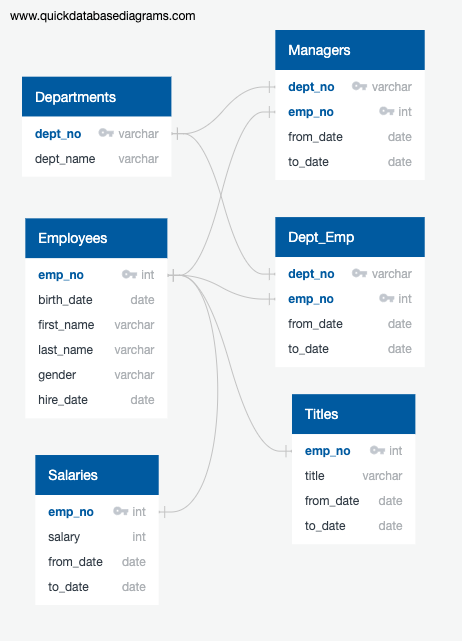 www.quickdatabasediagrams.com
Managers
dept_no varchar
emp_no int
from_date date
to_date date
Departments
dept_no varchar
dept_name varchar
Employees
emp_no int
birth_date date
first_name varchar
last_name varchar
gender varchar
hire_date date
Dept_Emp
dept_no varchar
emp_no int
from_date date
to_date date
Titles
emp_no int
title varchar
from_date date
to_date date
Salaries
emp_no int
salary int
from_date date
to_date date